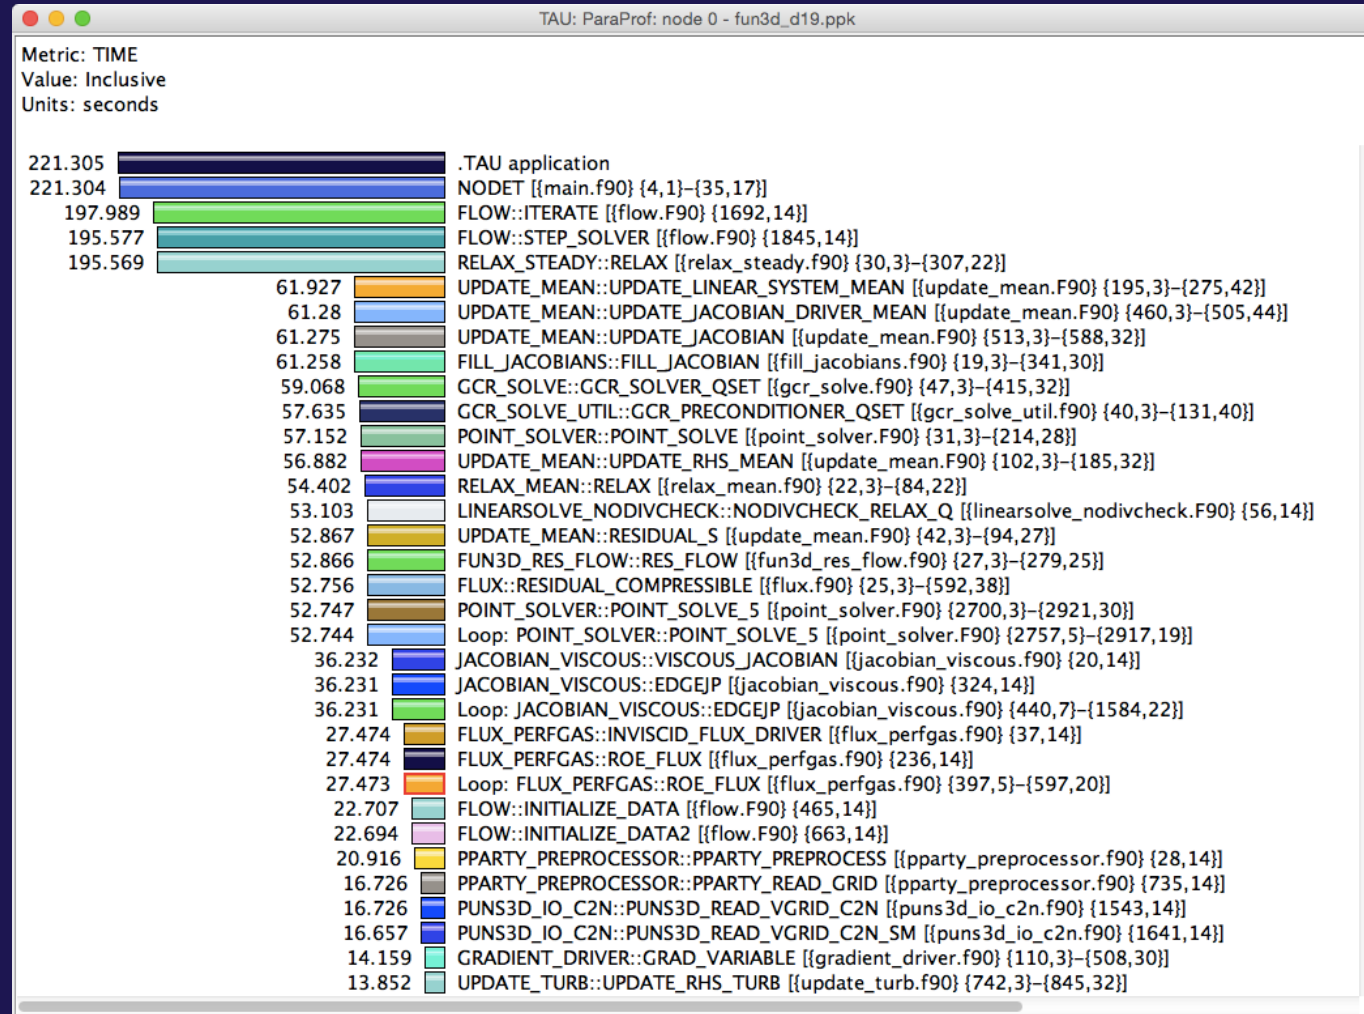 TAU: ParaProf: node 0 - fun3d_d19.ppk
Metric: TIME
Value: Inclusive
Units: seconds
221.305 .TAU application
221.304 NODET [{main.f90} {4,1}-{35,17}]
197.989 FLOW::ITERATE [{flow.F90} {1692,14}]
195.577 FLOW::STEP_SOLVER [{flow.F90} {1845,14}]
195.569 RELAX_STEADY::RELAX [{relax_steady.f90} {30,3}-{307,22}]
61.927 UPDATE_MEAN::UPDATE_LINEAR_SYSTEM_MEAN [{update_mean.F90} {195,3}-{275,42}]
61.28 UPDATE_MEAN::UPDATE_JACOBIAN_DRIVER_MEAN [{update_mean.F90} {460,3}-{505,44}]
61.275 UPDATE_MEAN::UPDATE_JACOBIAN [{update_mean.F90} {513,3}-{588,32}]
61.258 FILL_JACOBIANS::FILL_JACOBIAN [{fill_jacobians.f90} {19,3}-{341,30}]
59.068 GCR_SOLVE::GCR_SOLVER_QSET [{gcr_solve.f90} {47,3}-{415,32}]
57.635 GCR_SOLVE_UTIL::GCR_PRECONDITIONER_QSET [{gcr_solve_util.f90} {40,3}-{131,40}]
57.152 POINT_SOLVER::POINT_SOLVE [{point_solver.F90} {31,3}-{214,28}]
56.882 UPDATE_MEAN::UPDATE_RHS_MEAN [{update_mean.F90} {102,3}-{185,32}]
54.402 RELAX_MEAN::RELAX [{relax_mean.f90} {22,3}-{84,22}]
53.103 LINEARSOLVE_NODIVCHECK::NODIVCHECK_RELAX_Q [{linearsolve_nodivcheck.F90} {56,14}]
52.867 UPDATE_MEAN::RESIDUAL_S [{update_mean.F90} {42,3}-{94,27}]
52.866 FUN3D_RES_FLOW::RES_FLOW [{fun3d_res_flow.f90} {27,3}-{279,25}]
52.756 FLUX::RESIDUAL_COMPRESSIBLE [{flux.f90} {25,3}-{592,38}]
52.747 POINT_SOLVER::POINT_SOLVE_5 [{point_solver.F90} {2700,3}-{2921,30}]
52.744 Loop: POINT_SOLVER::POINT_SOLVE_5 [{point_solver.F90} {2757,5}-{2917,19}]
36.232 JACOBIAN_VISCOUS::VISCOUS_JACOBIAN [{jacobian_viscous.f90} {20,14}]
36.231 JACOBIAN_VISCOUS::EDGEJP [{jacobian_viscous.f90} {324,14}]
36.231 Loop: JACOBIAN_VISCOUS::EDGEJP [{jacobian_viscous.f90} {440,7}-{1584,22}]
27.474 FLUX_PERFGAS::INVISCID_FLUX_DRIVER [{flux_perfgas.f90} {37,14}]
27.474 FLUX_PERFGAS::ROE_FLUX [{flux_perfgas.f90} {236,14}]
27.473 Loop: FLUX_PERFGAS::ROE_FLUX [{flux_perfgas.f90} {397,5}-{597,20}]
22.707 FLOW::INITIALIZE_DATA [{flow.F90} {465,14}]
22.694 FLOW::INITIALIZE_DATA2 [{flow.F90} {663,14}]
20.916 PPARTY_PREPROCESSOR::PPARTY_PREPROCESS [{pparty_preprocessor.f90} {28,14}]
16.726 PPARTY_PREPROCESSOR::PPARTY_READ_GRID [{pparty_preprocessor.f90} {735,14}]
16.726 PUNS3D_IO_C2N::PUNS3D_READ_VGRID_C2N [{puns3d_io_c2n.f90} {1543,14}]
16.657 PUNS3D_IO_C2N::PUNS3D_READ_VGRID_C2N_SM [{puns3d_io_c2n.f90} {1641,14}]
14.159 GRADIENT_DRIVER::GRAD_VARIABLE [{gradient_driver.f90} {110,3}-{508,30}]
13.852 UPDATE_TURB::UPDATE_RHS_TURB [{update_turb.f90} {742,3}-{845,32}]